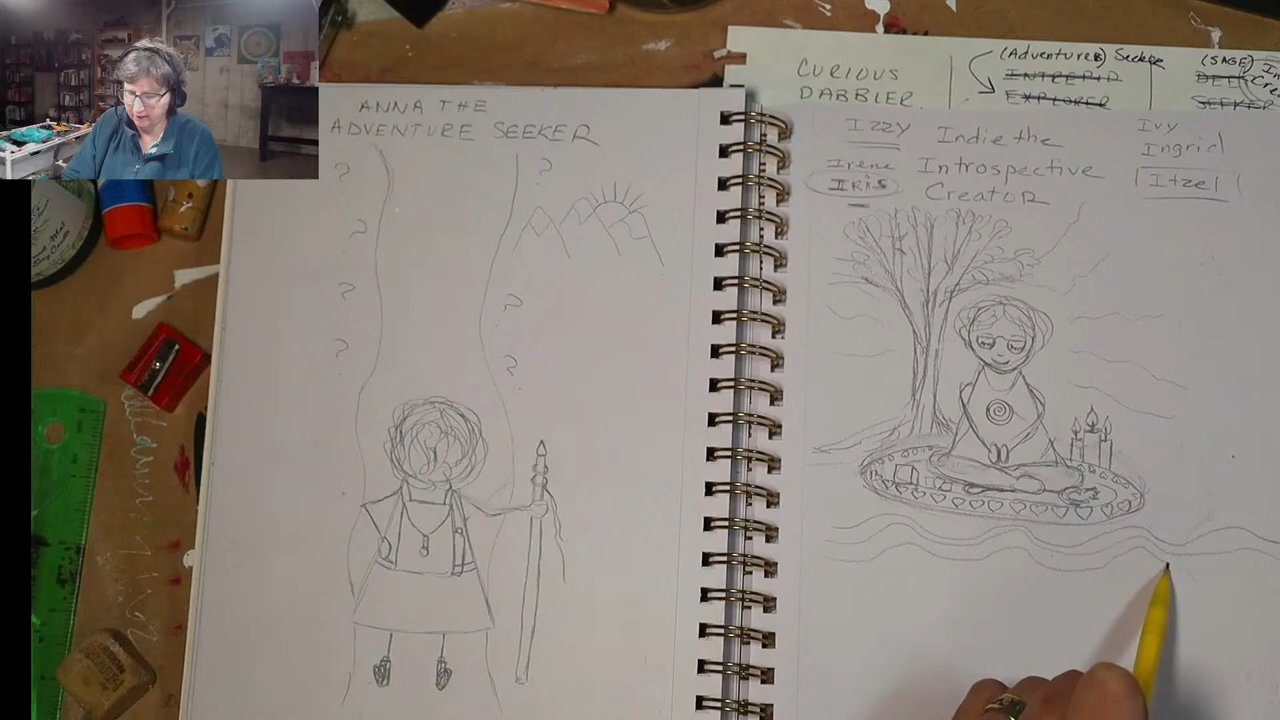 ANNA THE
ADVENTURE SEEKER
?
?
?
?
?
?
?
CURIOUS
DABBLER
(Adventure) Seeker
INTREPID
EXPLORER
(SAGE)
SEEKER
Izzy
Irene
IRis
Indie the
Introspective
Creator
Ivy
Ingrid
Itzel